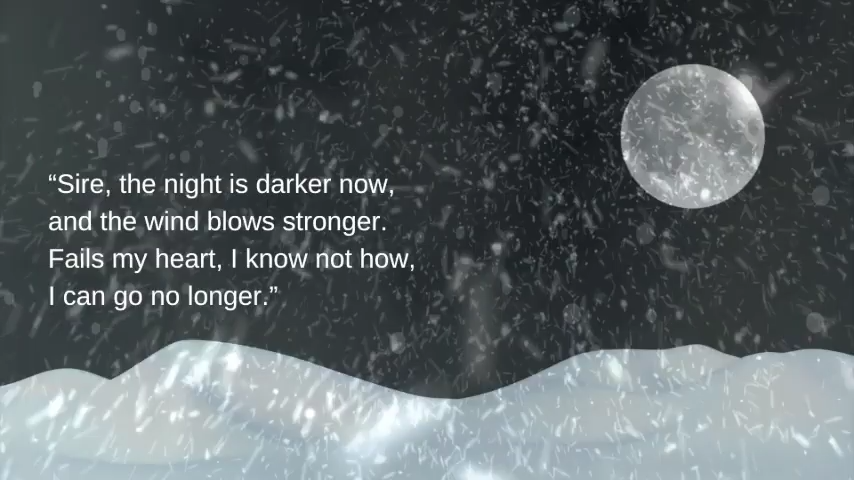 “Sire, the night is darker now,
and the wind blows stronger.
Fails my heart, I know not how,
I can go no longer.”